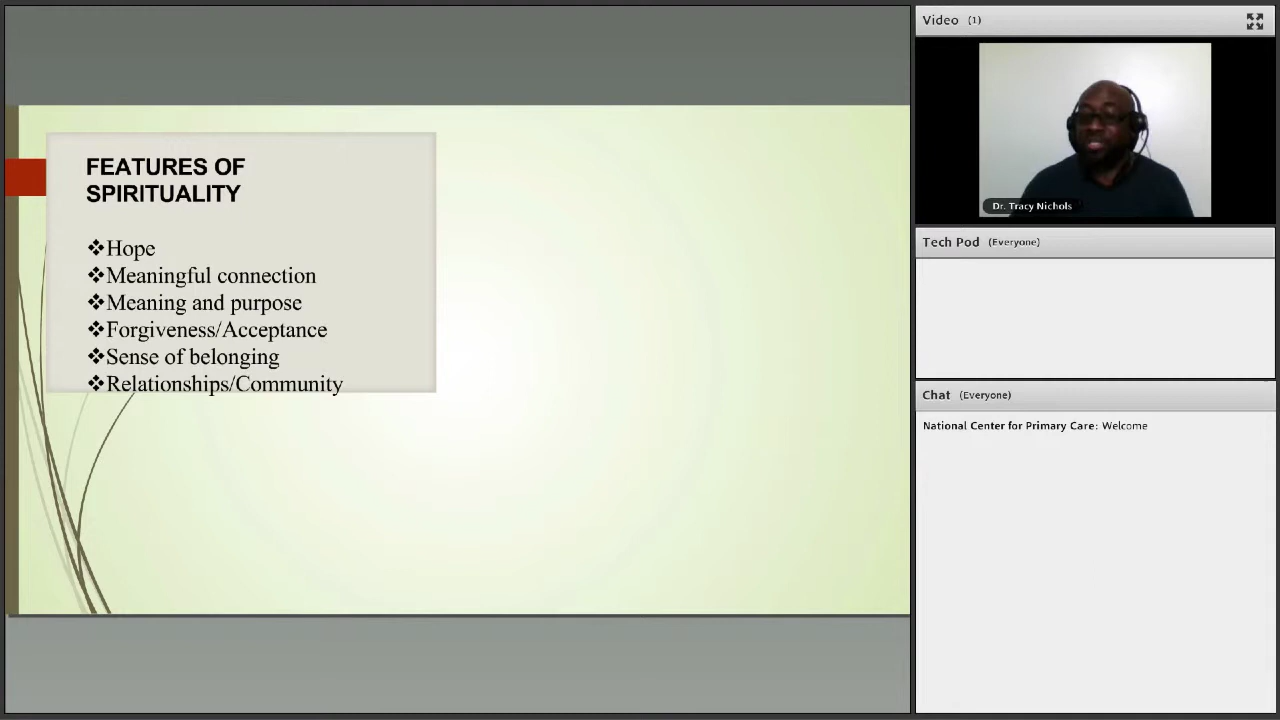 FEATURES OF
SPIRITUALITY
❖Hope
❖Meaningful connection
❖Meaning and purpose
❖Forgiveness/Acceptance
❖Sense of belonging
❖Relationships/Community
Video (1)
Dr. Tracy Nichols
Tech Pod (Everyone)
Chat (Everyone)
National Center for Primary Care: Welcome